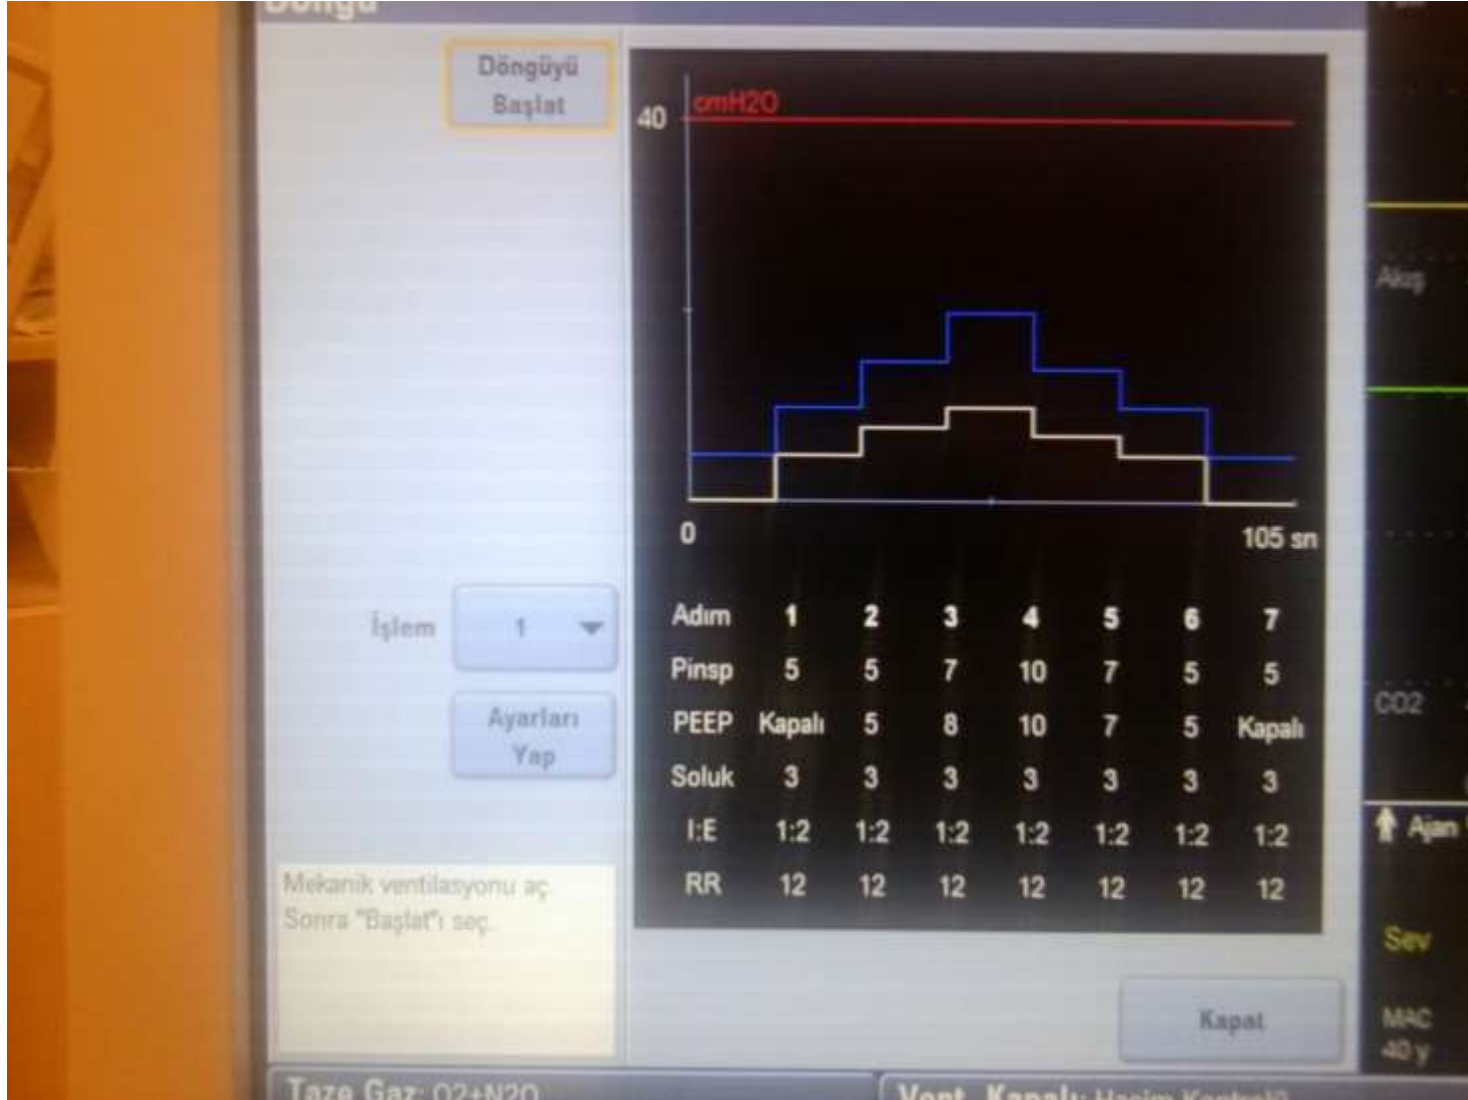 Döngü
Döngüyü
Başlat
cmH2O
40
0
105 sn
Adım 1 2 3 4 5 6 7
Pinsp 5 5 7 10 7 5 5
PEEP Kapalı 5 8 10 7 5 Kapalı
Soluk 3 3 3 3 3 3 3
I:E 1:2 1:2 1:2 1:2 1:2 1:2 1:2
RR 12 12 12 12 12 12 12
İşlem 1
Ayarları
Yap
Mekanik ventilasyonu aç
Sonra "Başlat"ı seç.
Kapat
Akış
CO2
Ajan
Sev
MAC
40 y
Taze Gaz: O2+N2O
Vent. Kapalı: Hacim Kontrolü